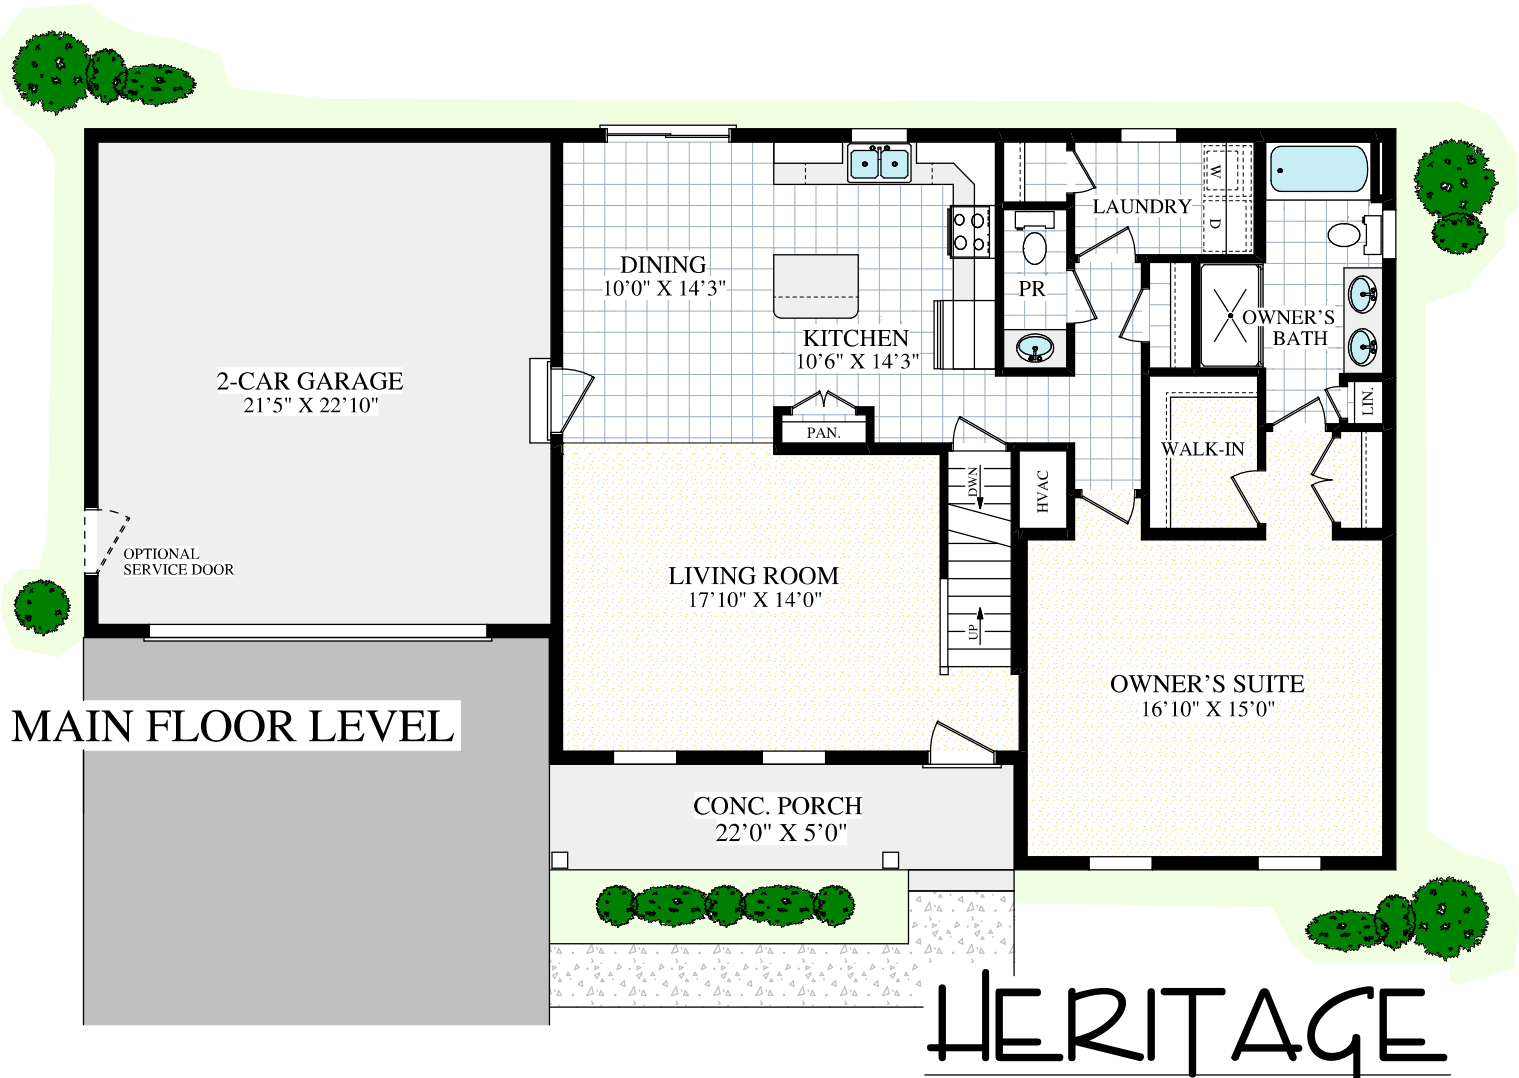 W
LAUNDRY
D
DINING
10’0" X 14’3"
PR
OWNER’S
BATH
KITCHEN
10’6" X 14’3"
2-CAR GARAGE
21’5" X 22’10"
LIN.
PAN.
WALK-IN
DWN
HVAC
OPTIONAL
SERVICE DOOR
LIVING ROOM
17’10" X 14’0"
UP
OWNER’S SUITE
16’10" X 15’0"
MAIN FLOOR LEVEL
CONC. PORCH
22’0" X 5’0"
HERITAGE